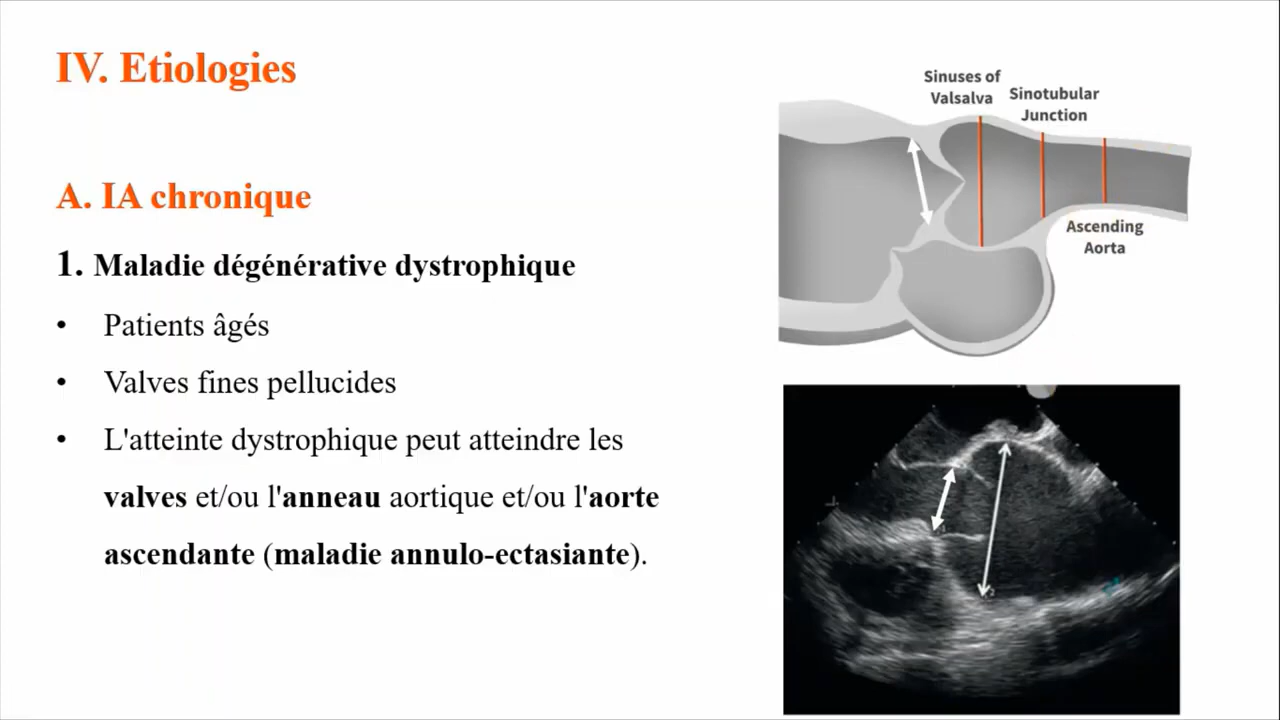 IV. Etiologies
A. IA chronique
1. Maladie dégénérative dystrophique
• Patients âgés
• Valves fines pellucides
• L'atteinte dystrophique peut atteindre les
valves et/ou l'anneau aortique et/ou l'aorte
ascendante (maladie annulo-ectasiante).
Sinuses of
Valsalva
Sinotubular
Junction
Ascending
Aorta